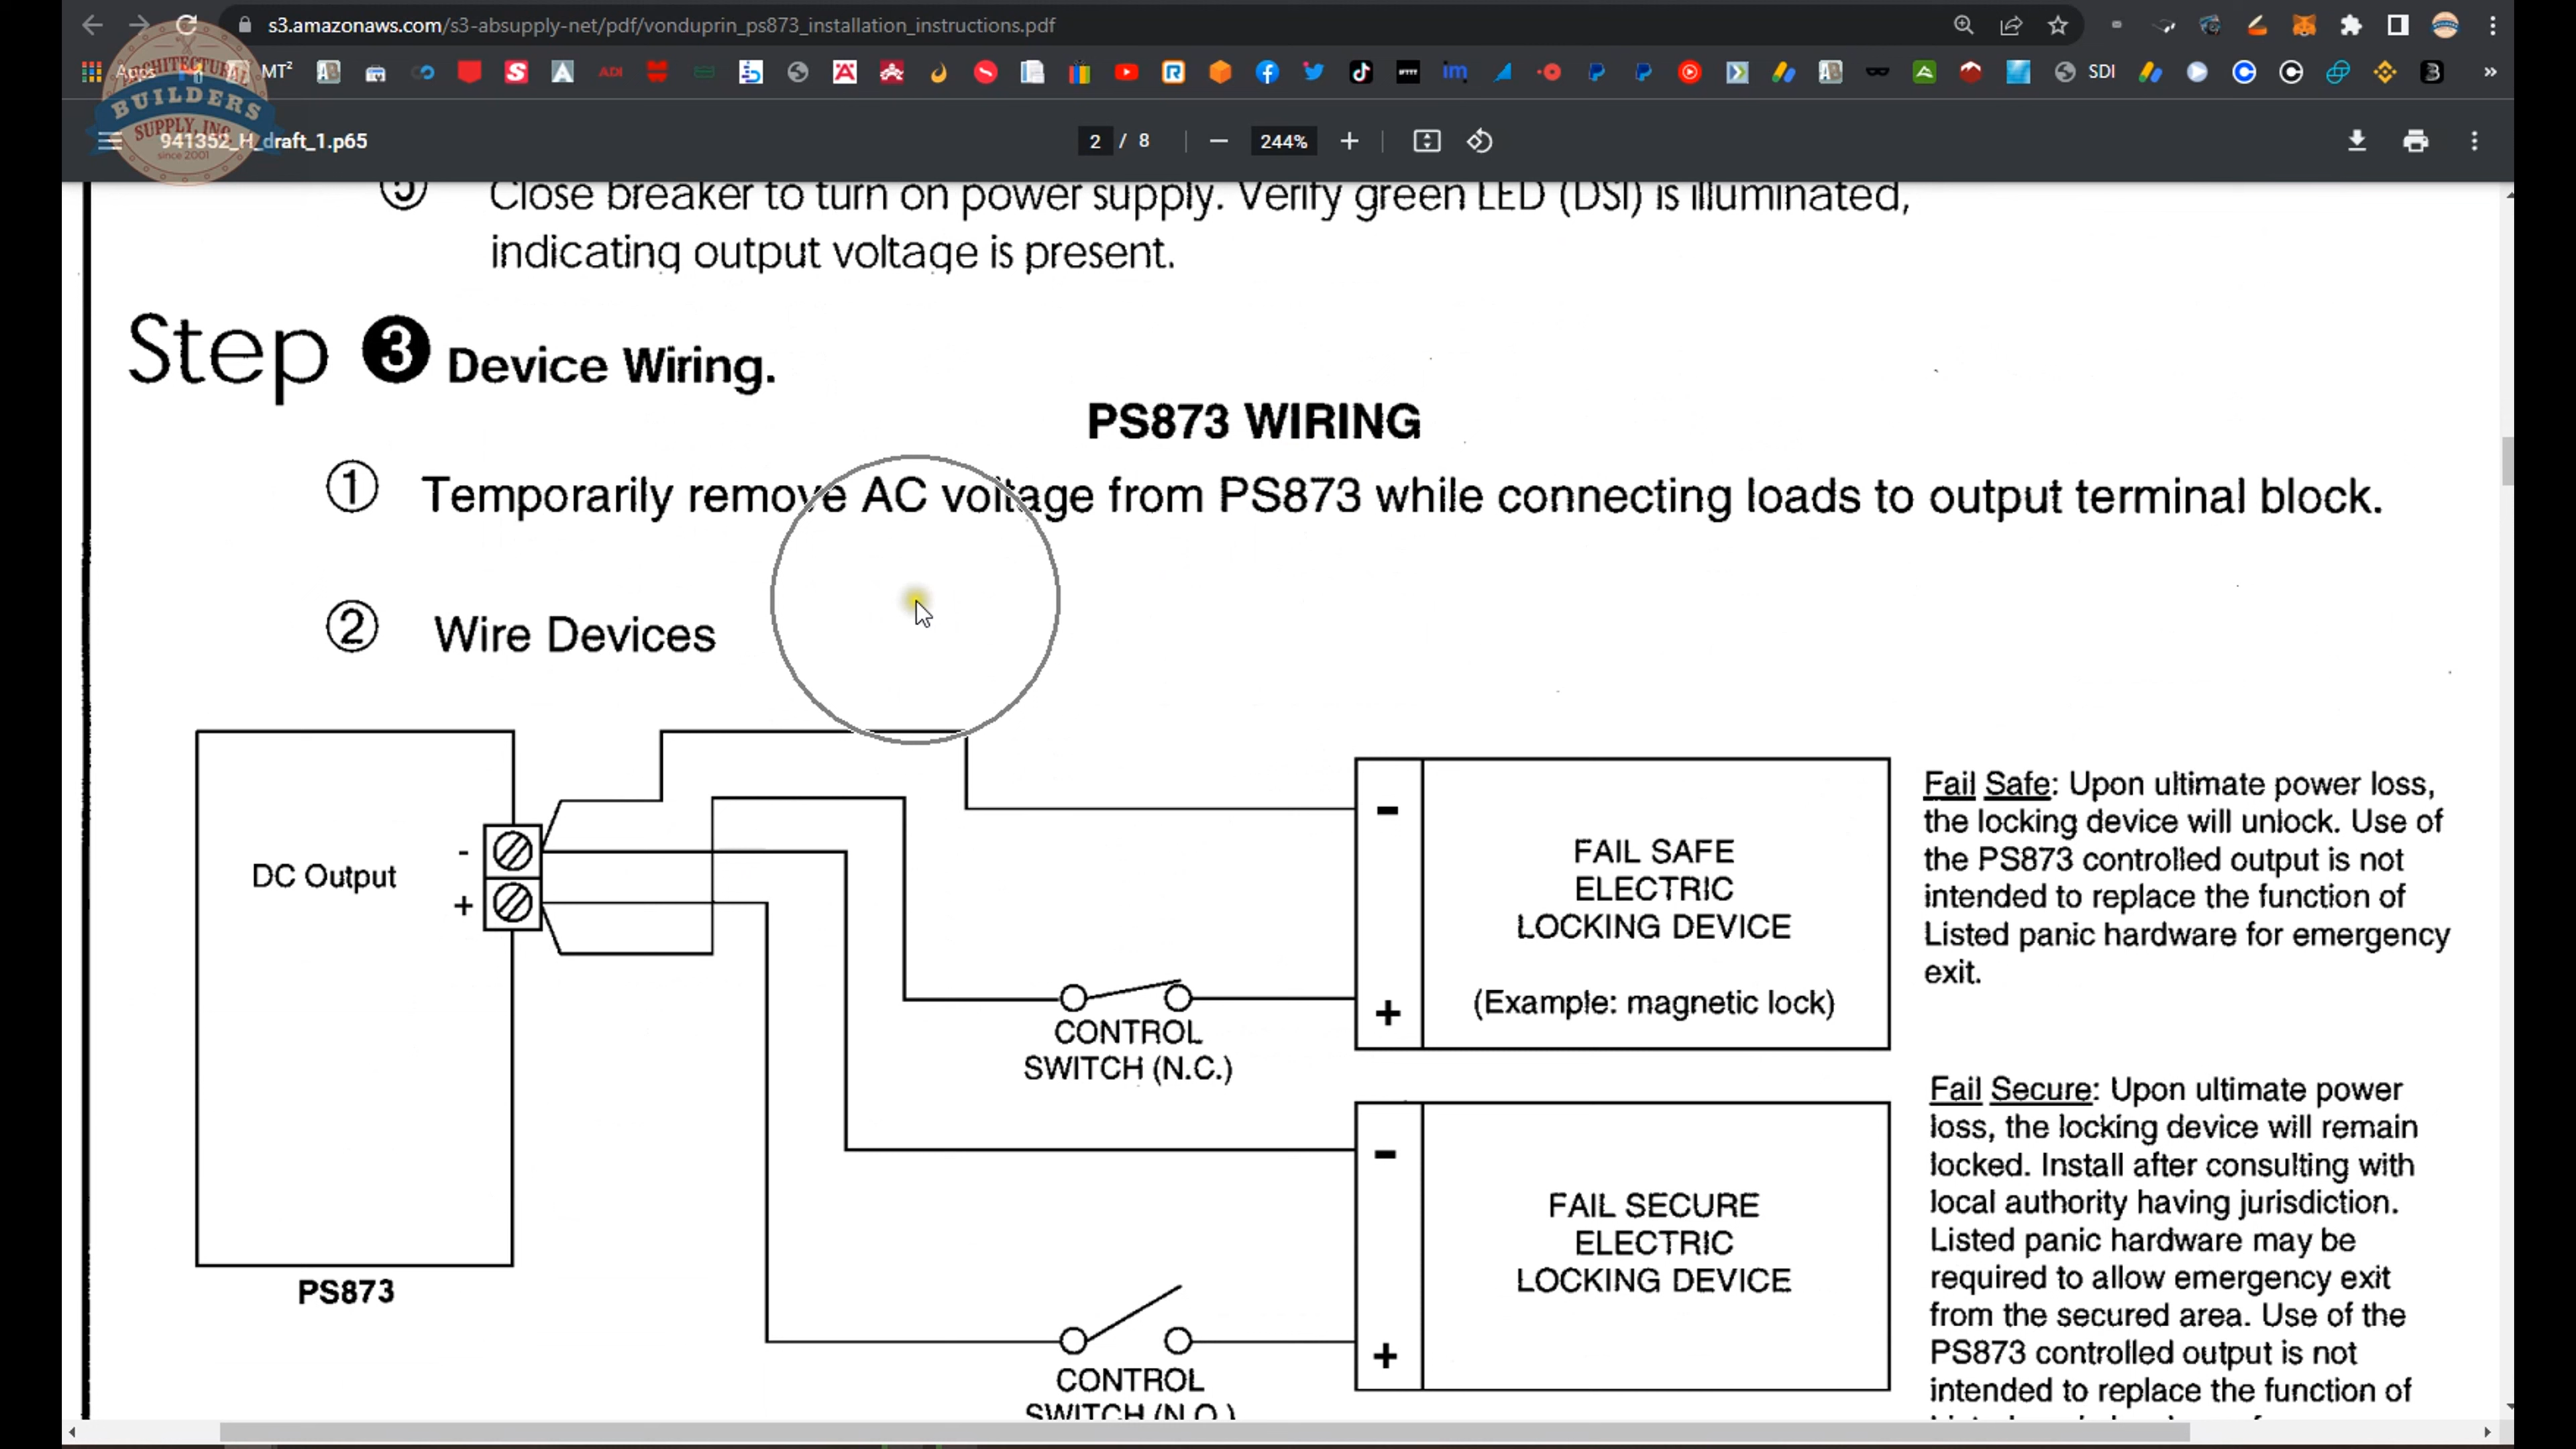 s3.amazonaws.com/s3-absupply-net/pdf/vonduprin_ps873_installation_instructions.pdf
Apps
MT²
ADI
SDI
ARCHITECTURAL
BUILDERS
SUPPLY, INC.
since 2001
941352_H_draft_1.p65
2 / 8
244%
5 Close breaker to turn on power supply. Verify green LED (DSI) is illuminated,
indicating output voltage is present.
Step 3 Device Wiring.
PS873 WIRING
1 Temporarily remove AC voltage from PS873 while connecting loads to output terminal block.
2 Wire Devices
DC Output
-
+
PS873
CONTROL
SWITCH (N.C.)
-
FAIL SAFE
ELECTRIC
LOCKING DEVICE
(Example: magnetic lock)
+
Fail Safe: Upon ultimate power loss,
the locking device will unlock. Use of
the PS873 controlled output is not
intended to replace the function of
Listed panic hardware for emergency
exit.
CONTROL
SWITCH (N.O.)
-
FAIL SECURE
ELECTRIC
LOCKING DEVICE
+
Fail Secure: Upon ultimate power
loss, the locking device will remain
locked. Install after consulting with
local authority having jurisdiction.
Listed panic hardware may be
required to allow emergency exit
from the secured area. Use of the
PS873 controlled output is not
intended to replace the function of